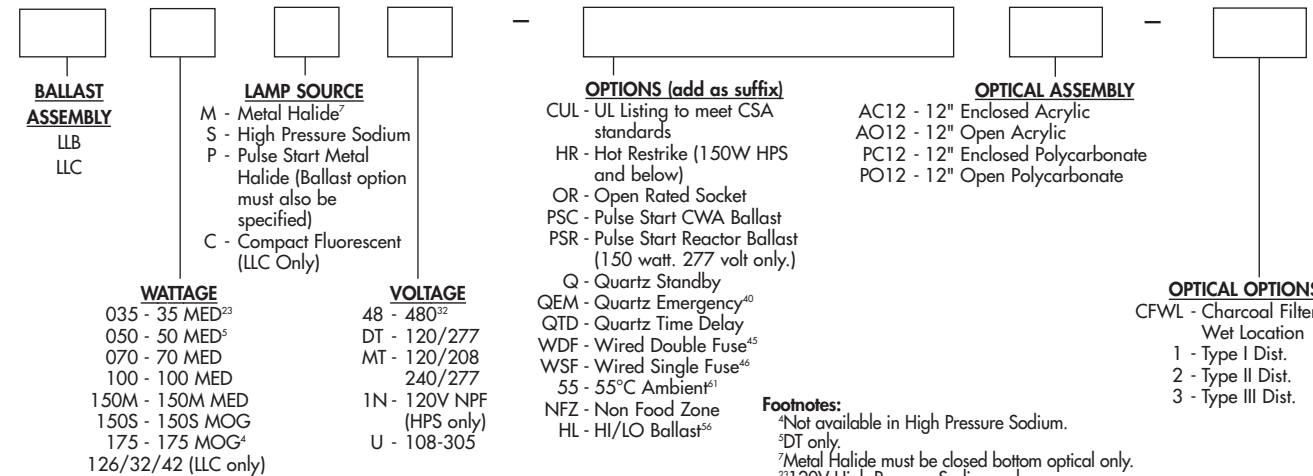 BALLAST
ASSEMBLY
LLB
LLC
WATTAGE
035 - 35 MED²³
050 - 50 MED⁵
070 - 70 MED
100 - 100 MED
150M - 150M MED
150S - 150S MOG
175 - 175 MOG⁴
126/32/42 (LLC only)
LAMP SOURCE
M - Metal Halide⁷
S - High Pressure Sodium
P - Pulse Start Metal
Halide (Ballast option
must also be
specified)
C - Compact Fluorescent
(LLC Only)
VOLTAGE
48 - 480³²
DT - 120/277
MT - 120/208
240/277
1N - 120V NPF
(HPS only)
U - 108-305
–
OPTIONS (add as suffix)
CUL - UL Listing to meet CSA
standards
HR - Hot Restrike (150W HPS
and below)
OR - Open Rated Socket
PSC - Pulse Start CWA Ballast
PSR - Pulse Start Reactor Ballast
(150 watt. 277 volt only.)
Q - Quartz Standby
QEM - Quartz Emergency⁴⁰
QTD - Quartz Time Delay
WDF - Wired Double Fuse⁴⁵
WSF - Wired Single Fuse⁴⁶
55 - 55°C Ambient⁶¹
NFZ - Non Food Zone
HL - HI/LO Ballast⁵⁶
OPTICAL ASSEMBLY
AC12 - 12" Enclosed Acrylic
AO12 - 12" Open Acrylic
PC12 - 12" Enclosed Polycarbonate
PO12 - 12" Open Polycarbonate
–
OPTICAL OPTIONS
CFWL - Charcoal Filter
Wet Location
1 - Type I Dist.
2 - Type II Dist.
3 - Type III Dist.
Footnotes:
⁴Not available in High Pressure Sodium.
⁵DT only.
⁷Metal Halide must be closed bottom optical only.